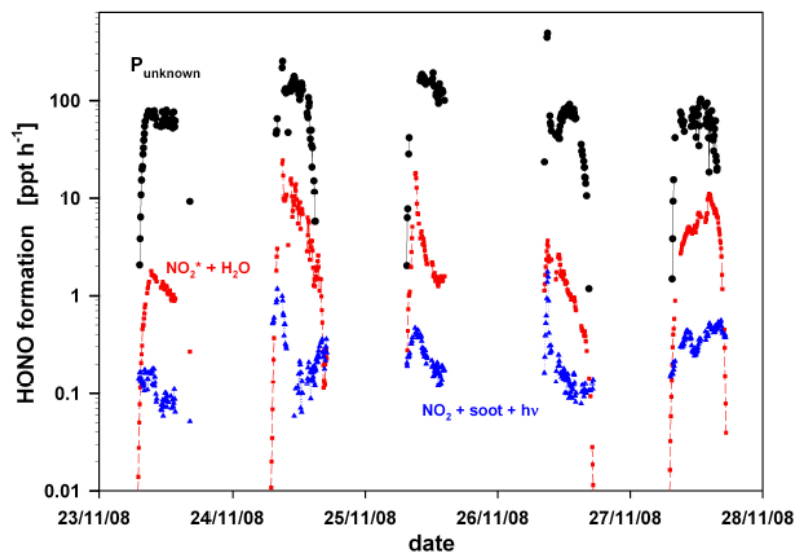 P_unknown
HONO formation [ppt h⁻¹]
100
10
1
0.1
0.01
NO₂* + H₂O
NO₂ + soot + hν
23/11/08 24/11/08 25/11/08 26/11/08 27/11/08 28/11/08
date